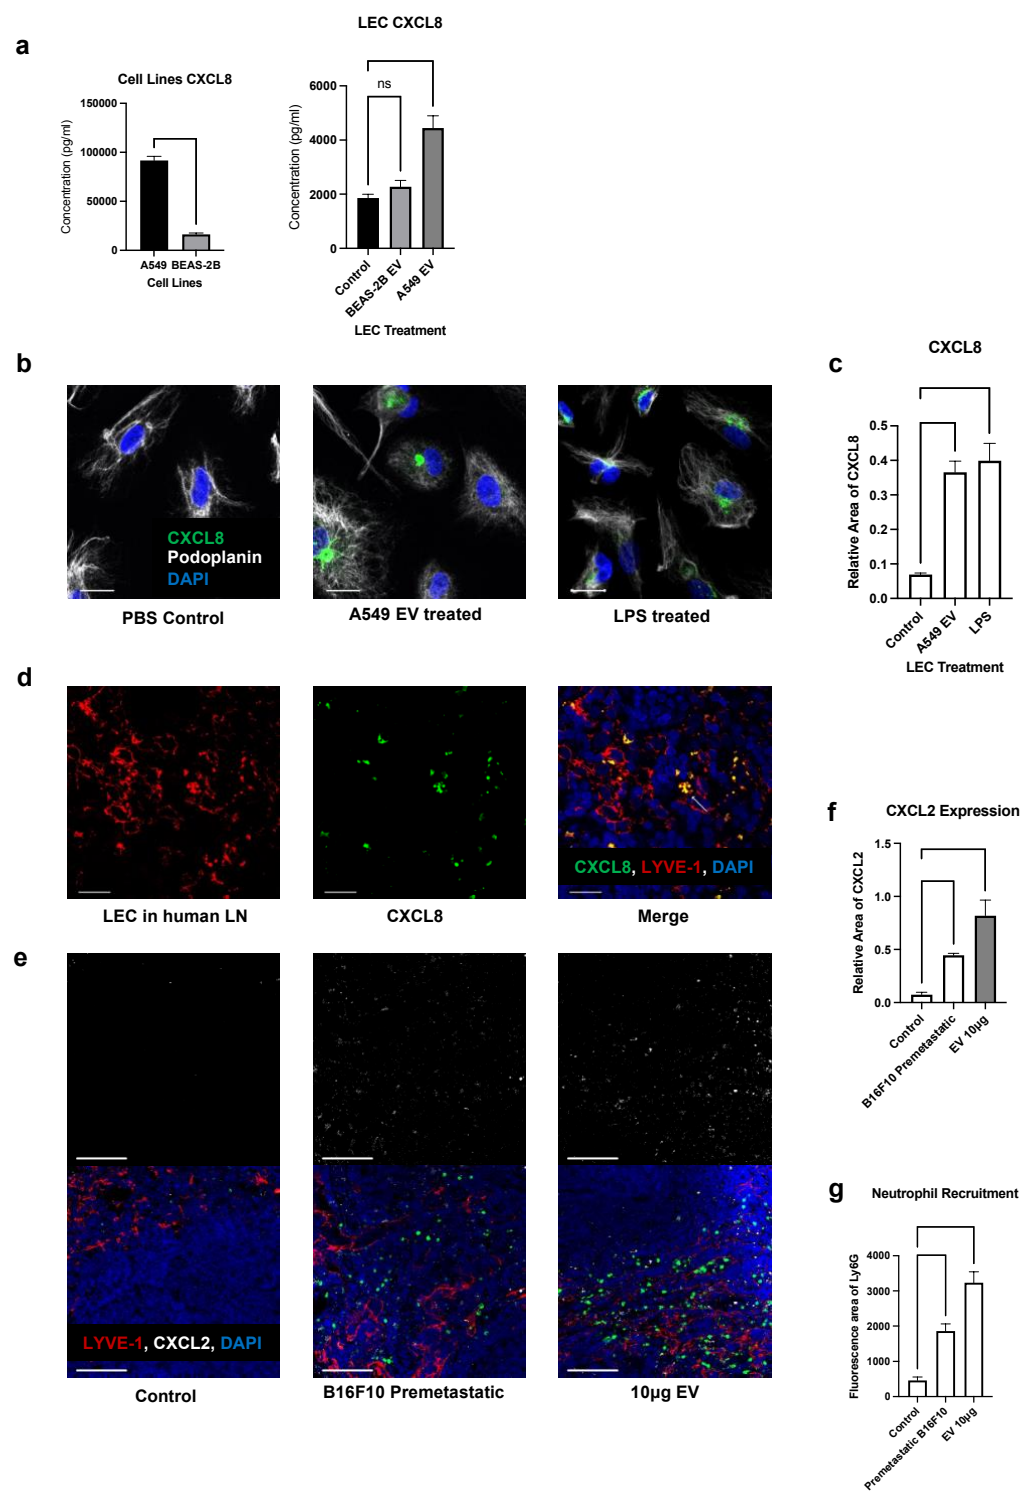 a
Cell Lines CXCL8
Concentration (pg/ml)
150000
100000
50000
0
A549 BEAS-2B
Cell Lines
LEC CXCL8
Concentration (pg/ml)
6000
4000
2000
0
ns
Control
BEAS-2B EV
A549 EV
LEC Treatment
b
CXCL8
Podoplanin
DAPI
PBS Control
A549 EV treated
LPS treated
c
CXCL8
Relative Area of CXCL8
0.5
0.4
0.3
0.2
0.1
0.0
Control
A549 EV
LPS
LEC Treatment
d
CXCL8, LYVE-1, DAPI
LEC in human LN
CXCL8
Merge
e
LYVE-1, CXCL2, DAPI
Control
B16F10 Premetastatic
10µg EV
f
CXCL2 Expression
Relative Area of CXCL2
1.5
1.0
0.5
0.0
Control
B16F10 Premetastatic
EV 10µg
g
Neutrophil Recruitment
Fluorescence area of Ly6G
4000
3000
2000
1000
0
Control
Premetastatic B16F10
EV 10µg